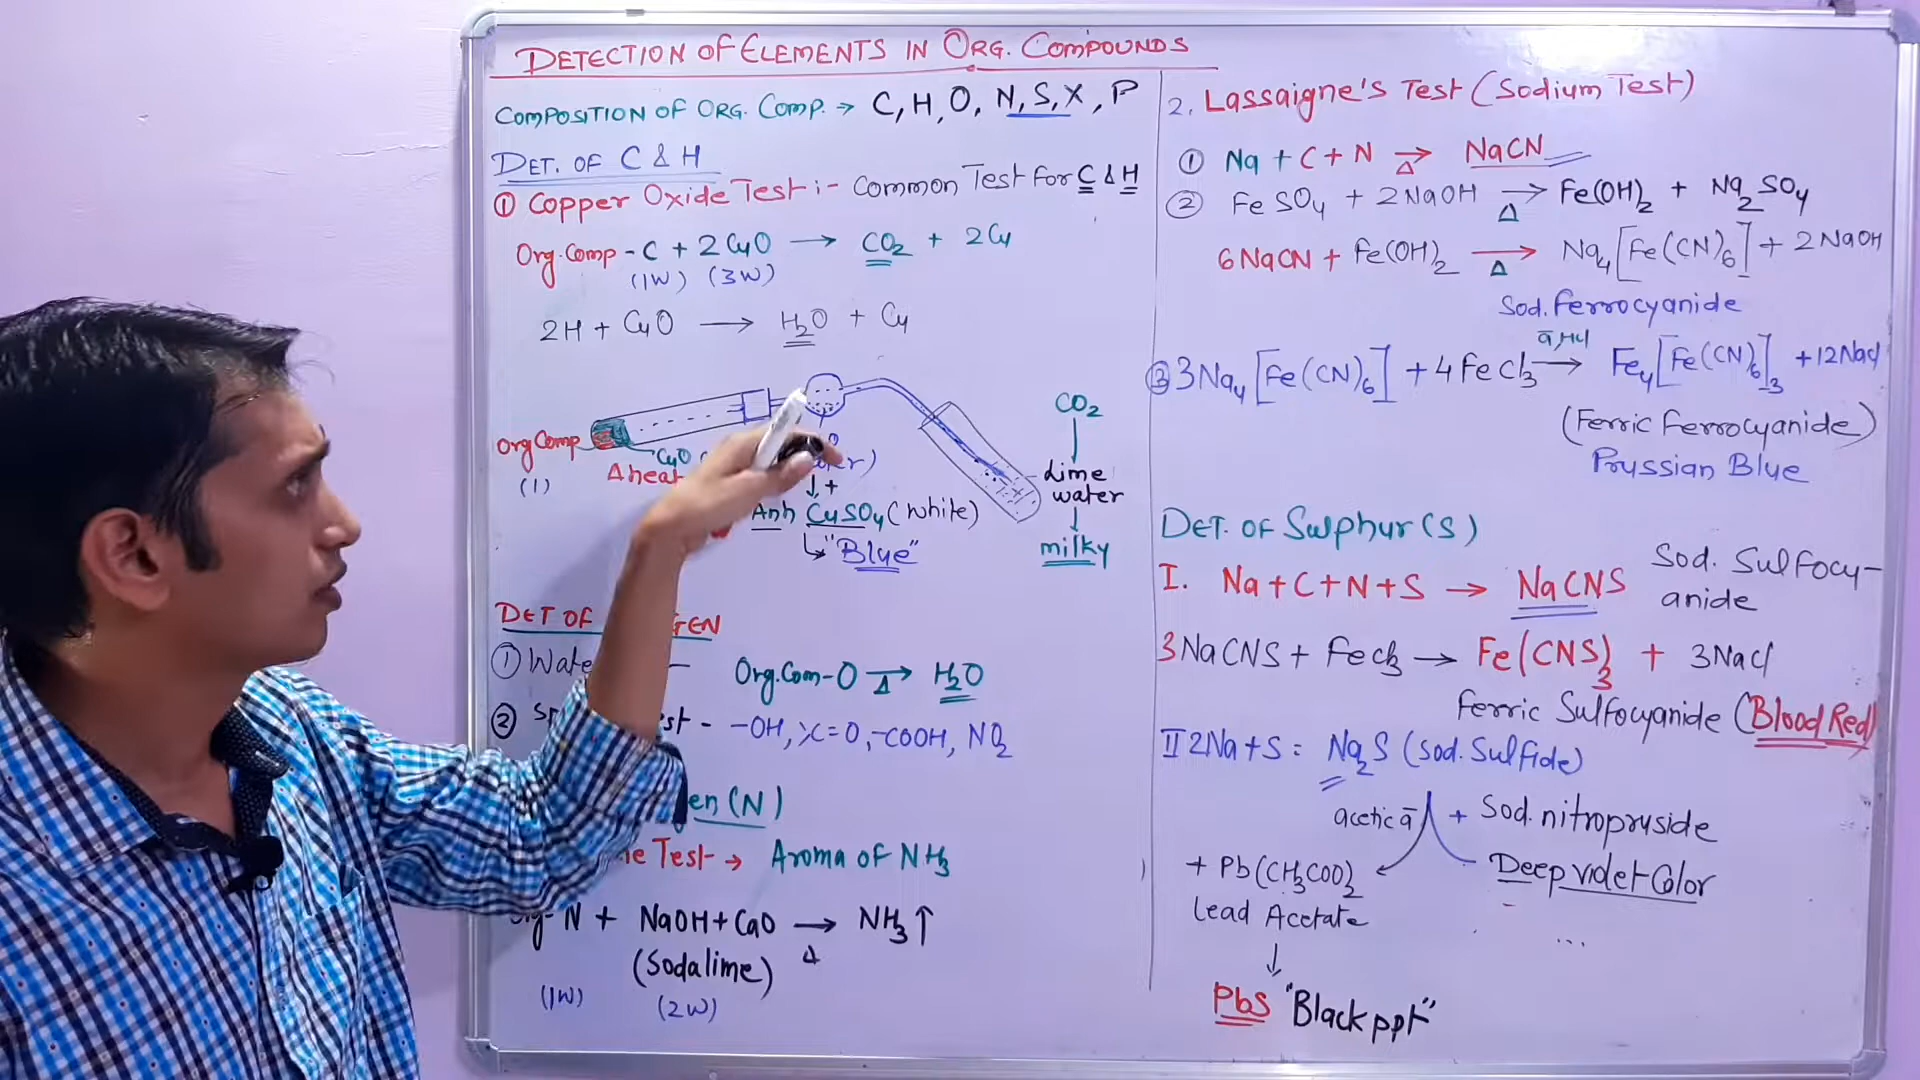 DETECTION OF ELEMENTS IN ORG. COMPOUNDS
COMPOSITION OF ORG. COMP. → C, H, O, N, S, X, P
DET. OF C & H
① Copper Oxide Test :- Common Test for C & H
Org. Comp - C + 2CuO → CO2 + 2Cu
(1W) (3W)
2H + CuO → H2O + Cu
Org Comp
(1)
CuO
Δ heat
↓ +
Anh CuSO4 (white)
↳ "Blue"
CO2
↓
Lime
water
↓
milky
DET OF
①
Org. Com-O →Δ H2O
② - -OH, >C=O, -COOH, NO2
(N)
Test → Aroma of NH3
N + NaOH + CaO →Δ NH3 ↑
(Sodalime)
(1W) (2W)
2. Lassaigne's Test (Sodium Test)
① Na + C + N →Δ NaCN
② FeSO4 + 2NaOH →Δ Fe(OH)2 + Na2SO4
6NaCN + Fe(OH)2 →Δ Na4[Fe(CN)6] + 2NaOH
Sod. Ferrocyanide
③ 3Na4[Fe(CN)6] + 4FeCl3 → Fe4[Fe(CN)6]3 + 12NaCl
(Ferric Ferrocyanide)
Prussian Blue
DET. OF Sulphur (S)
I. Na + C + N + S → NaCNS Sod. Sulfocy-
anide
3NaCNS + FeCl3 → Fe(CNS)3 + 3NaCl
Ferric Sulfocyanide (Blood Red)
II 2Na + S = Na2S (Sod. Sulfide)
acetic ā + Sod. nitropruside
Deep violet Color
+ Pb(CH3COO)2
Lead Acetate
↓
PbS "Black ppt"